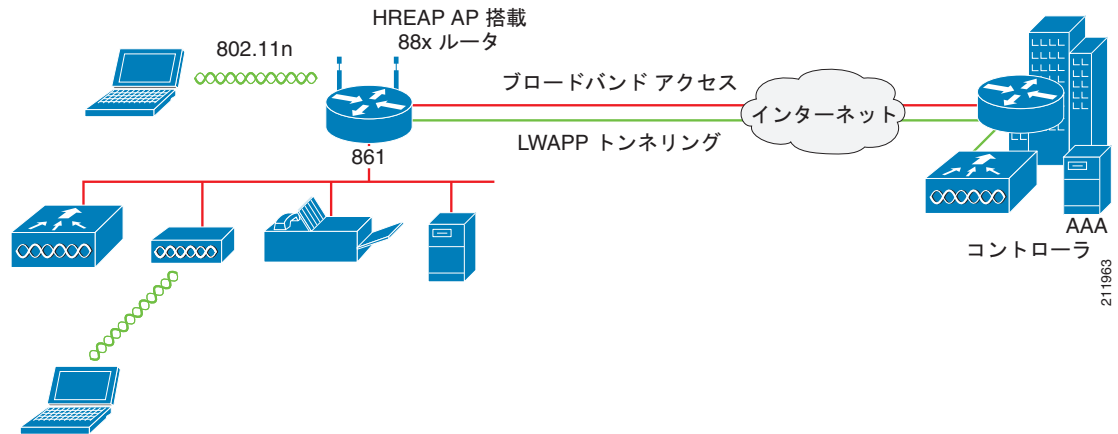 HREAP AP 搭載
88x ルータ
802.11n
ブロードバンド アクセス
インターネット
LWAPP トンネリング
861
AAA
コントローラ
211963